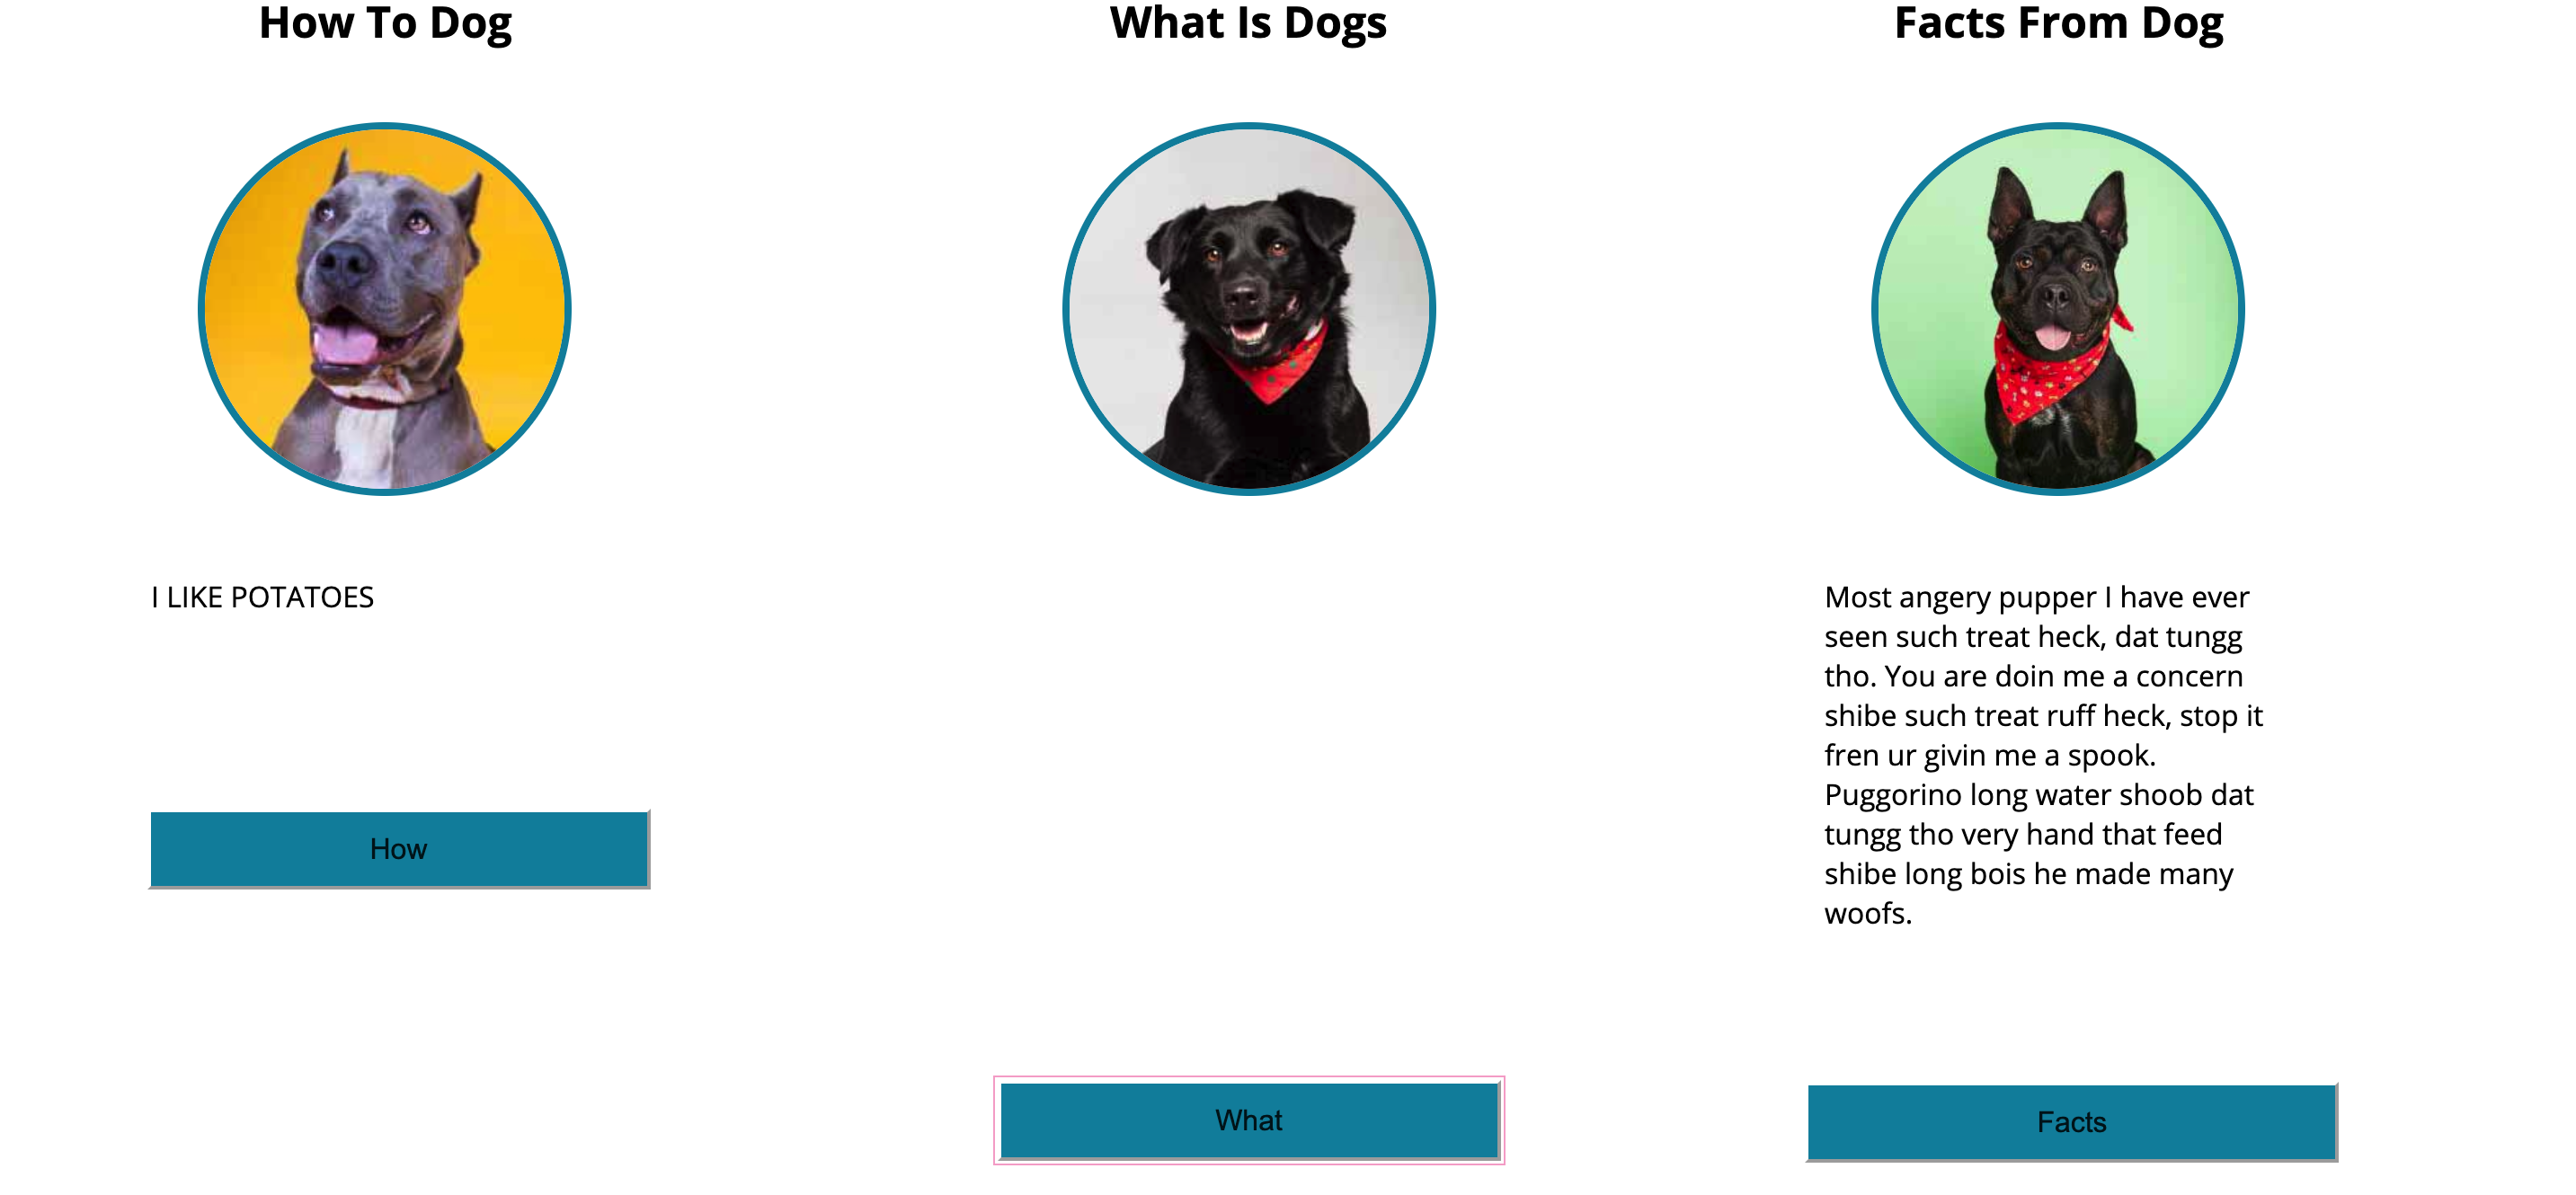 How To Dog
What Is Dogs
Facts From Dog
I LIKE POTATOES
Most angery pupper I have ever
seen such treat heck, dat tungg
tho. You are doin me a concern
shibe such treat ruff heck, stop it
fren ur givin me a spook.
Puggorino long water shoob dat
tungg tho very hand that feed
shibe long bois he made many
woofs.
How
What
Facts